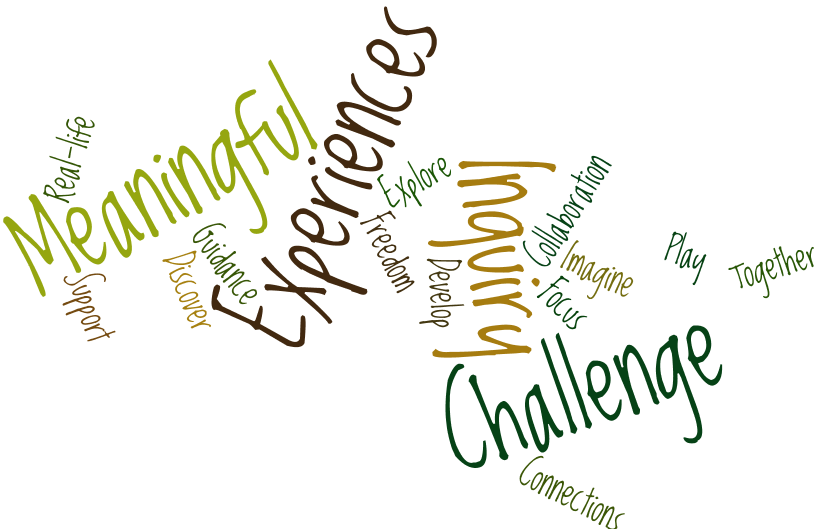 Experiences
Meaningful
Real-life
Explore
Inquiry
Collaboration
Guidance
Freedom
Discover
Develop
Imagine
Play
Together
Support
Focus
Challenge
Connections